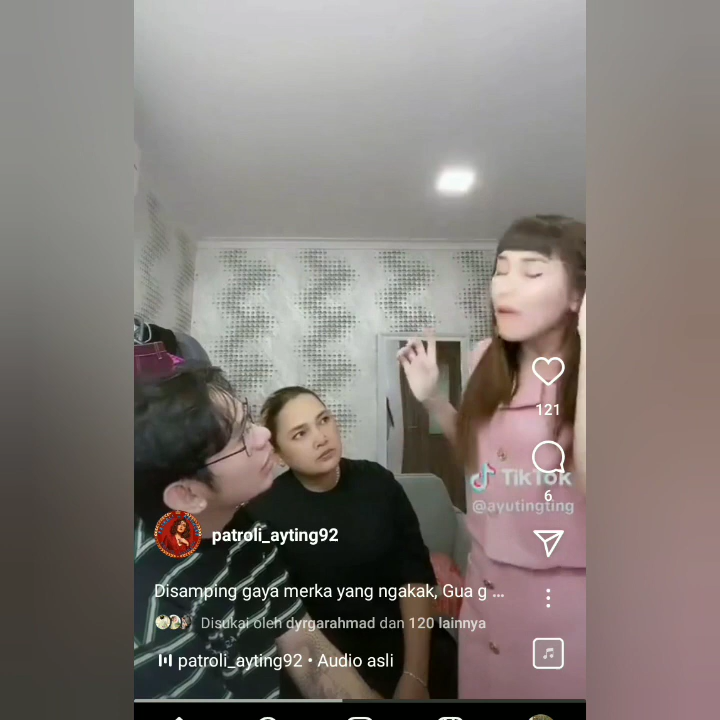 121
TikTok
6
@ayutingting
patroli_ayting92
Disamping gaya merka yang ngakak, Gua g ...
Disukai oleh dyrgarahmad dan 120 lainnya
patroli_ayting92 • Audio asli